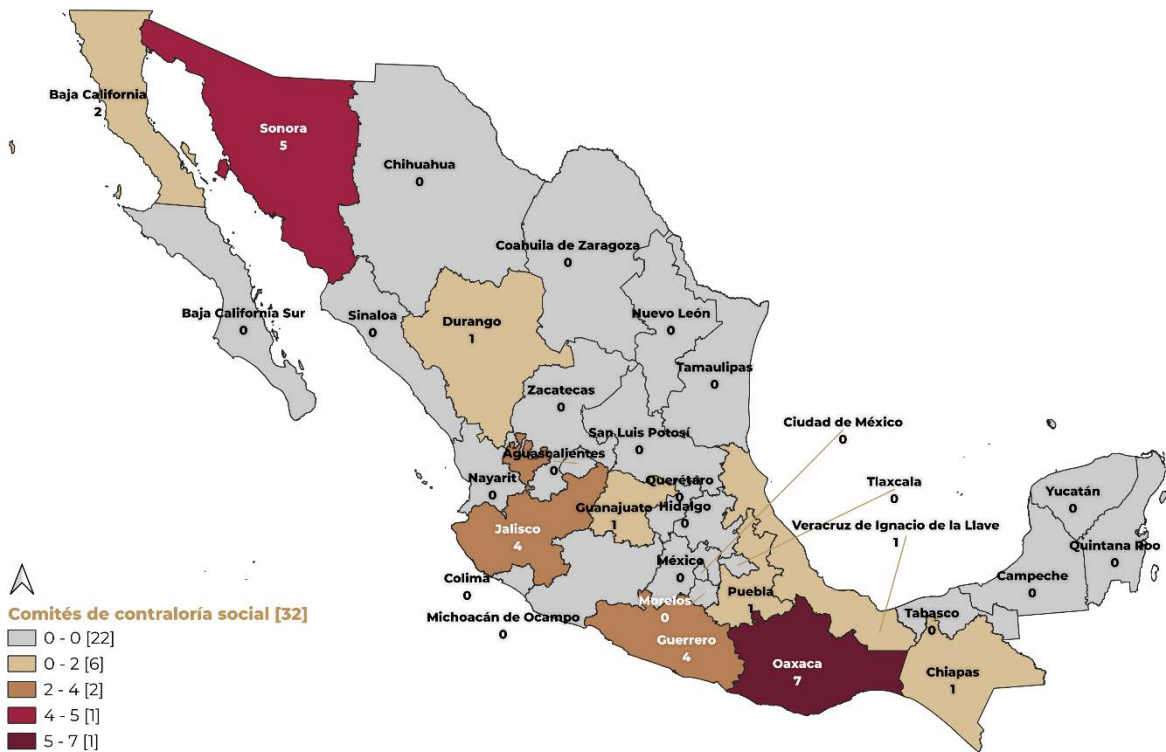 Baja California
2
Sonora
5
Chihuahua
0
Coahuila de Zaragoza
0
Baja California Sur
0
Sinaloa
0
Durango
1
Nuevo León
0
Tamaulipas
0
Zacatecas
0
San Luis Potosí
0
Ciudad de México
0
Aguascalientes
0
Nayarit
0
Querétaro
0
Tlaxcala
0
Yucatán
0
Guanajuato
1
Hidalgo
0
Jalisco
4
Veracruz de Ignacio de la Llave
1
Quintana Roo
0
México
0
Campeche
0
Colima
0
Puebla
1
Morelos
0
Michoacán de Ocampo
0
Tabasco
0
Guerrero
4
Oaxaca
7
Chiapas
1
Comités de contraloría social [32]
0 - 0 [22]
0 - 2 [6]
2 - 4 [2]
4 - 5 [1]
5 - 7 [1]